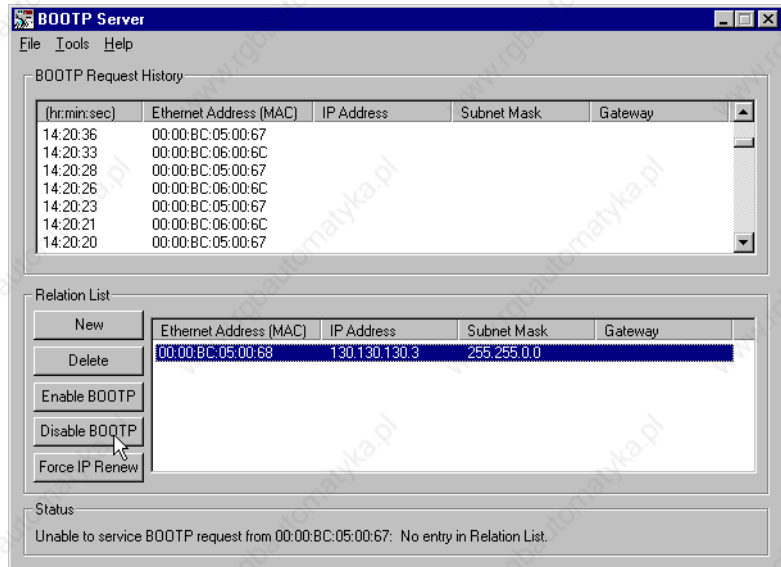 BOOTP Server
File Tools Help
BOOTP Request History
(hr:min:sec) Ethernet Address (MAC) IP Address Subnet Mask Gateway
14:20:36 00:00:BC:05:00:67
14:20:33 00:00:BC:06:00:6C
14:20:28 00:00:BC:05:00:67
14:20:26 00:00:BC:06:00:6C
14:20:23 00:00:BC:05:00:67
14:20:21 00:00:BC:06:00:6C
14:20:20 00:00:BC:05:00:67
Relation List
New
Delete
Enable BOOTP
Disable BOOTP
Force IP Renew
Ethernet Address (MAC) IP Address Subnet Mask Gateway
00:00:BC:05:00:68 130.130.130.3 255.255.0.0
Status
Unable to service BOOTP request from 00:00:BC:05:00:67: No entry in Relation List.
www.rgbautomatyka.pl